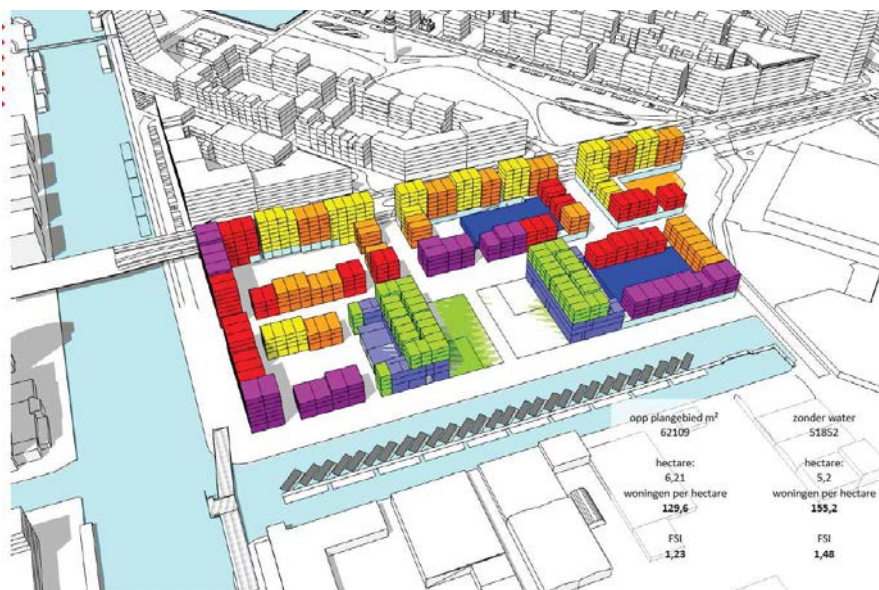 opp plangebied m²
62109
hectare:
6,21
woningen per hectare
129,6
FSI
1,23
zonder water
51852
hectare:
5,2
woningen per hectare
155,2
FSI
1,48